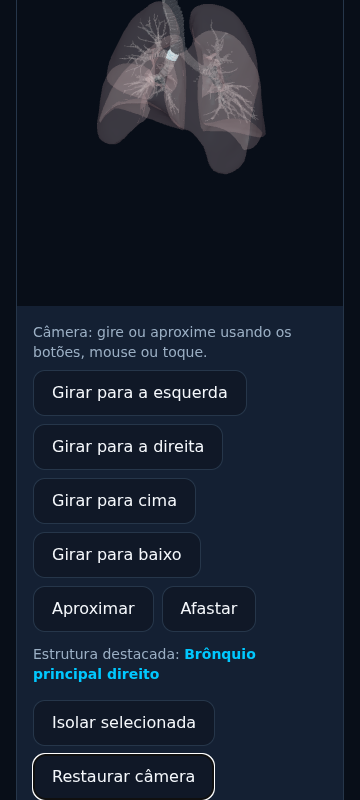 Câmera: gire ou aproxime usando os
botões, mouse ou toque.
Girar para a esquerda
Girar para a direita
Girar para cima
Girar para baixo
Aproximar Afastar
Estrutura destacada: Brônquio
principal direito
Isolar selecionada
Restaurar câmera